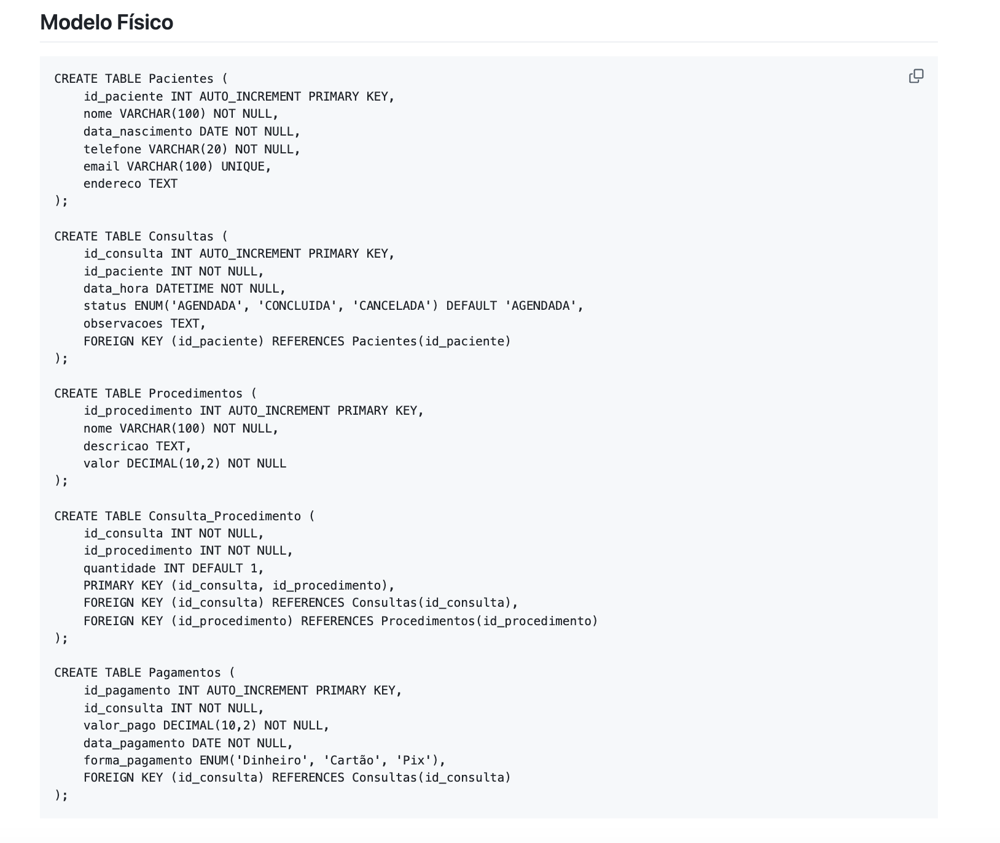 Modelo Físico
CREATE TABLE Pacientes (
    id_paciente INT AUTO_INCREMENT PRIMARY KEY,
    nome VARCHAR(100) NOT NULL,
    data_nascimento DATE NOT NULL,
    telefone VARCHAR(20) NOT NULL,
    email VARCHAR(100) UNIQUE,
    endereco TEXT
);

CREATE TABLE Consultas (
    id_consulta INT AUTO_INCREMENT PRIMARY KEY,
    id_paciente INT NOT NULL,
    data_hora DATETIME NOT NULL,
    status ENUM('AGENDADA', 'CONCLUIDA', 'CANCELADA') DEFAULT 'AGENDADA',
    observacoes TEXT,
    FOREIGN KEY (id_paciente) REFERENCES Pacientes(id_paciente)
);

CREATE TABLE Procedimentos (
    id_procedimento INT AUTO_INCREMENT PRIMARY KEY,
    nome VARCHAR(100) NOT NULL,
    descricao TEXT,
    valor DECIMAL(10,2) NOT NULL
);

CREATE TABLE Consulta_Procedimento (
    id_consulta INT NOT NULL,
    id_procedimento INT NOT NULL,
    quantidade INT DEFAULT 1,
    PRIMARY KEY (id_consulta, id_procedimento),
    FOREIGN KEY (id_consulta) REFERENCES Consultas(id_consulta),
    FOREIGN KEY (id_procedimento) REFERENCES Procedimentos(id_procedimento)
);

CREATE TABLE Pagamentos (
    id_pagamento INT AUTO_INCREMENT PRIMARY KEY,
    id_consulta INT NOT NULL,
    valor_pago DECIMAL(10,2) NOT NULL,
    data_pagamento DATE NOT NULL,
    forma_pagamento ENUM('Dinheiro', 'Cartão', 'Pix'),
    FOREIGN KEY (id_consulta) REFERENCES Consultas(id_consulta)
);